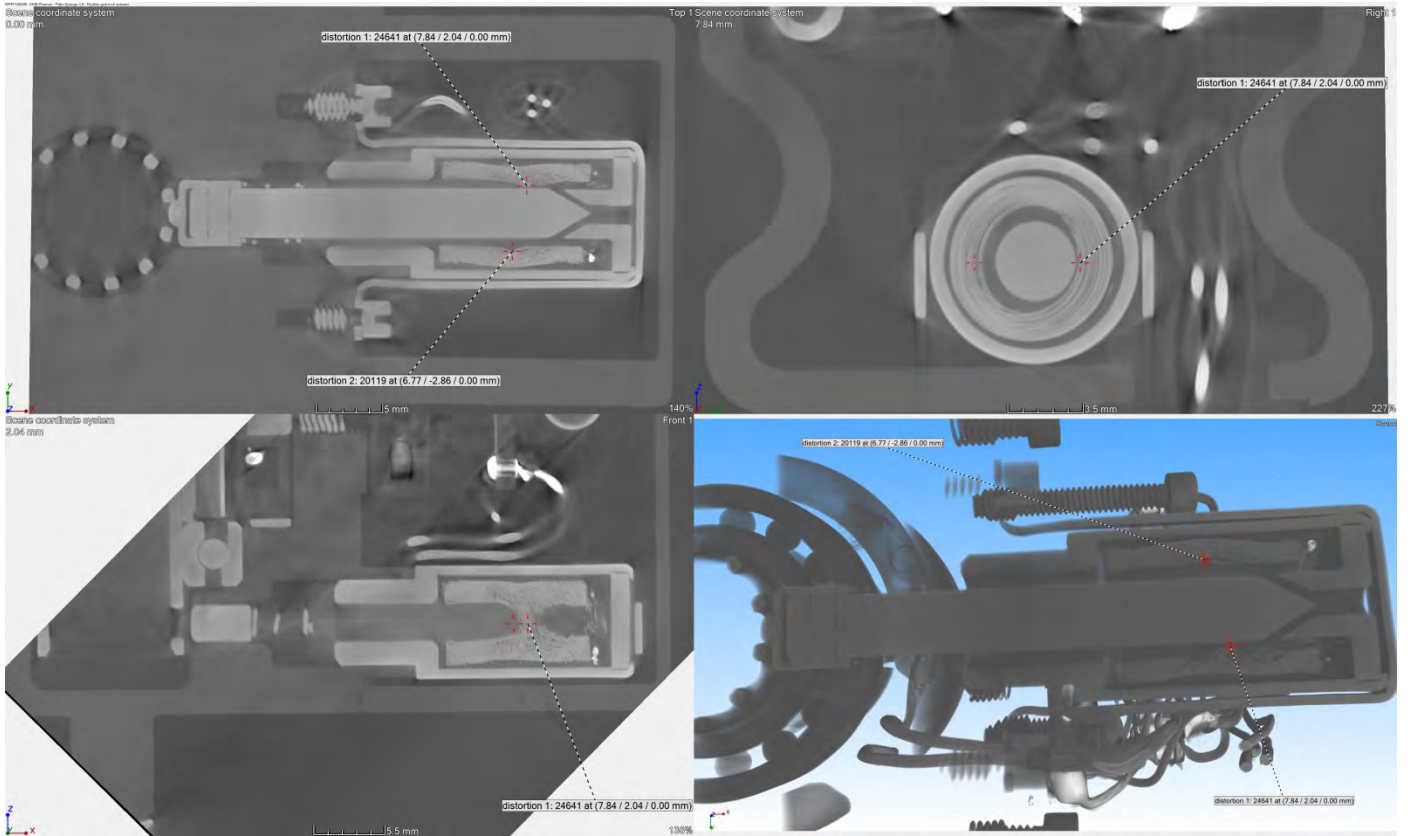 Scene coordinate system
0.00 mm
Top 1
distortion 1: 24641 at (7.84 / 2.04 / 0.00 mm)
distortion 2: 20119 at (6.77 / -2.86 / 0.00 mm)
5 mm
140%
Scene coordinate system
7.84 mm
Right 1
distortion 1: 24641 at (7.84 / 2.04 / 0.00 mm)
3.5 mm
227%
Scene coordinate system
2.04 mm
Front 1
distortion 1: 24641 at (7.84 / 2.04 / 0.00 mm)
5.5 mm
Scene
distortion 2: 20119 at (6.77 / -2.86 / 0.00 mm)
distortion 1: 24641 at (7.84 / 2.04 / 0.00 mm)